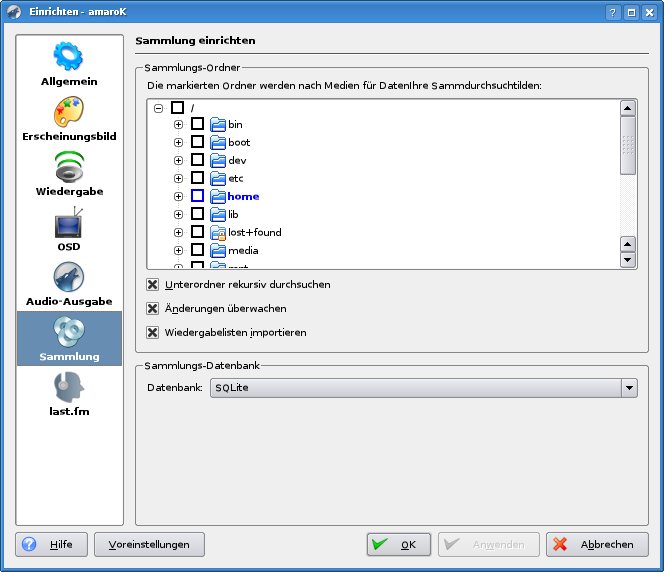 Einrichten - amaroK
Allgemein
Erscheinungsbild
Wiedergabe
OSD
Audio-Ausgabe
Sammlung
last.fm
Sammlung einrichten
Sammlungs-Ordner
Die markierten Ordner werden nach Medien für DatenIhre Sammdurchsuchtilden:
/
bin
boot
dev
etc
home
lib
lost+found
media
Unterordner rekursiv durchsuchen
Änderungen überwachen
Wiedergabelisten importieren
Sammlungs-Datenbank
Datenbank: SQLite
Hilfe Voreinstellungen OK Anwenden Abbrechen